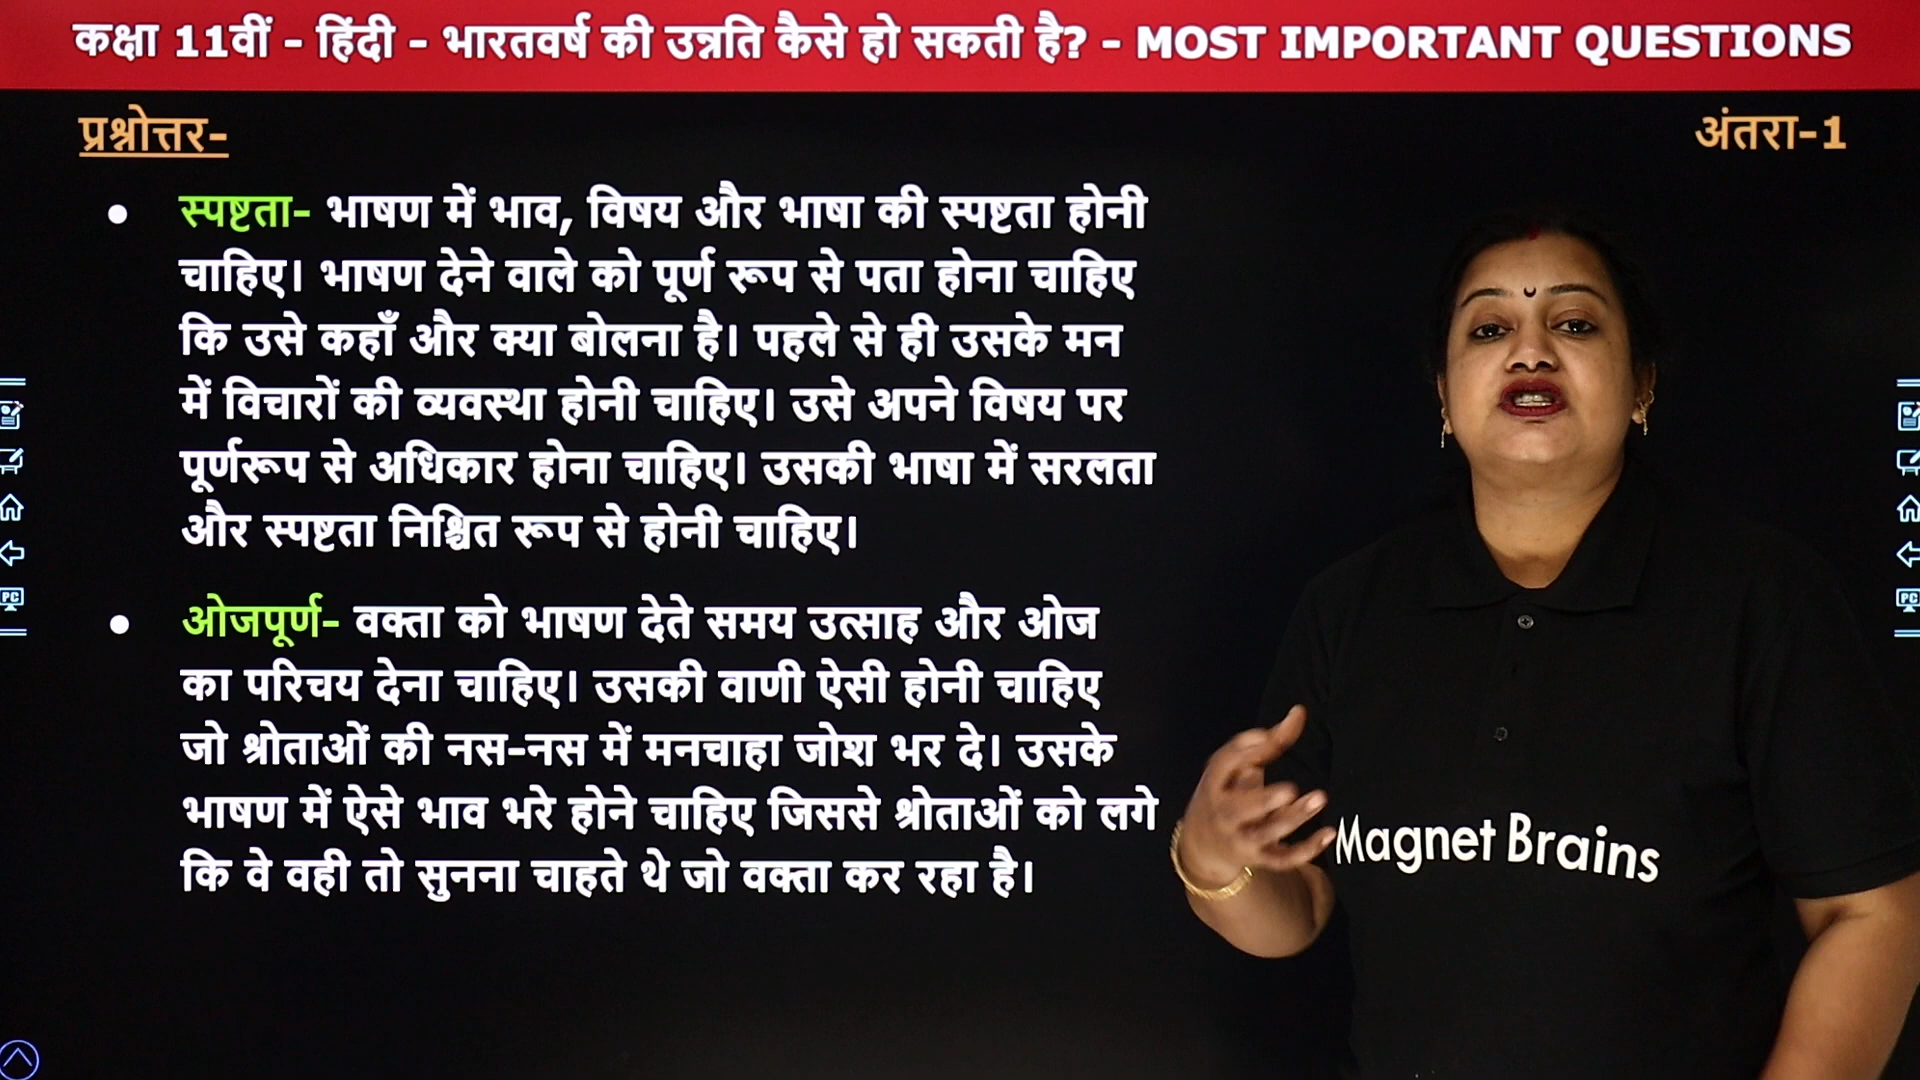 कक्षा 11वीं - हिंदी - भारतवर्ष की उन्नति कैसे हो सकती है? - MOST IMPORTANT QUESTIONS
प्रश्नोत्तर-
अंतरा-1
स्पष्टता- भाषण में भाव, विषय और भाषा की स्पष्टता होनी
चाहिए। भाषण देने वाले को पूर्ण रूप से पता होना चाहिए
कि उसे कहाँ और क्या बोलना है। पहले से ही उसके मन
में विचारों की व्यवस्था होनी चाहिए। उसे अपने विषय पर
पूर्णरूप से अधिकार होना चाहिए। उसकी भाषा में सरलता
और स्पष्टता निश्चित रूप से होनी चाहिए।
ओजपूर्ण- वक्ता को भाषण देते समय उत्साह और ओज
का परिचय देना चाहिए। उसकी वाणी ऐसी होनी चाहिए
जो श्रोताओं की नस-नस में मनचाहा जोश भर दे। उसके
भाषण में ऐसे भाव भरे होने चाहिए जिससे श्रोताओं को लगे
कि वे वही तो सुनना चाहते थे जो वक्ता कर रहा है।
Magnet Brains
PC
PC